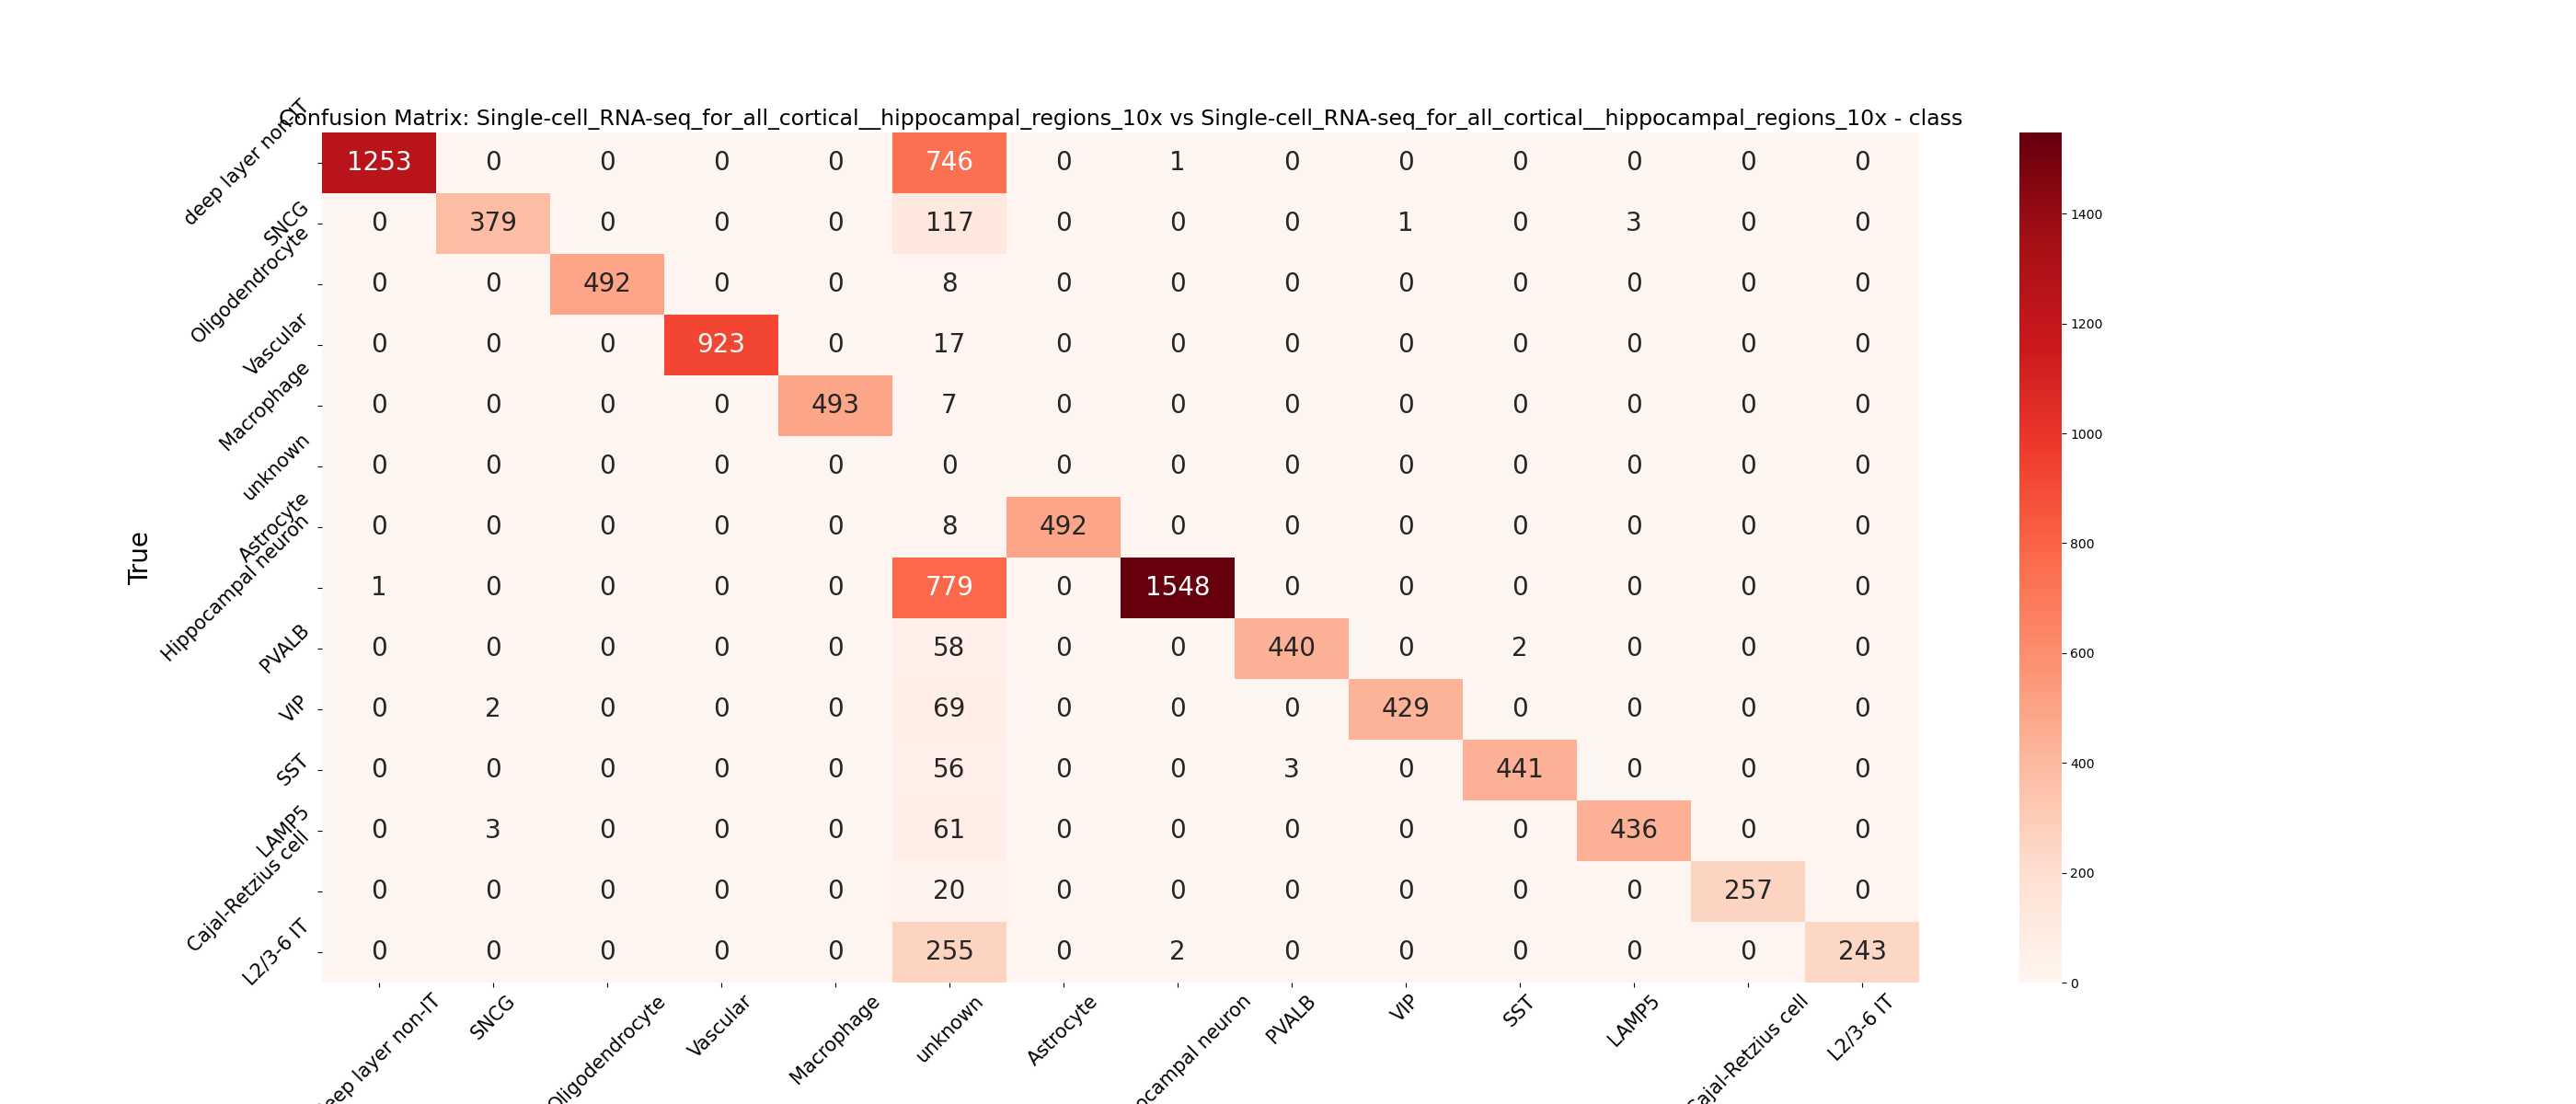 Confusion Matrix: Single-cell_RNA-seq_for_all_cortical__hippocampal_regions_10x vs Single-cell_RNA-seq_for_all_cortical__hippocampal_regions_10x - class
True
deep layer non-IT 1253 0 0 0 0 746 0 1 0 0 0 0 0 0
SNCG 0 379 0 0 0 117 0 0 0 1 0 3 0 0
Oligodendrocyte 0 0 492 0 0 8 0 0 0 0 0 0 0 0
Vascular 0 0 0 923 0 17 0 0 0 0 0 0 0 0
Macrophage 0 0 0 0 493 7 0 0 0 0 0 0 0 0
unknown 0 0 0 0 0 0 0 0 0 0 0 0 0 0
Astrocyte 0 0 0 0 0 8 492 0 0 0 0 0 0 0
Hippocampal neuron 1 0 0 0 0 779 0 1548 0 0 0 0 0 0
PVALB 0 0 0 0 0 58 0 0 440 0 2 0 0 0
VIP 0 2 0 0 0 69 0 0 0 429 0 0 0 0
SST 0 0 0 0 0 56 0 0 3 0 441 0 0 0
LAMP5 0 3 0 0 0 61 0 0 0 0 0 436 0 0
Cajal-Retzius cell 0 0 0 0 0 20 0 0 0 0 0 0 257 0
L2/3-6 IT 0 0 0 0 0 255 0 2 0 0 0 0 0 243
eep layer non-IT SNCG Oligodendrocyte Vascular Macrophage unknown Astrocyte ocampal neuron PVALB VIP SST LAMP5 Cajal-Retzius cell L2/3-6 IT
1400
1200
1000
800
600
400
200
0